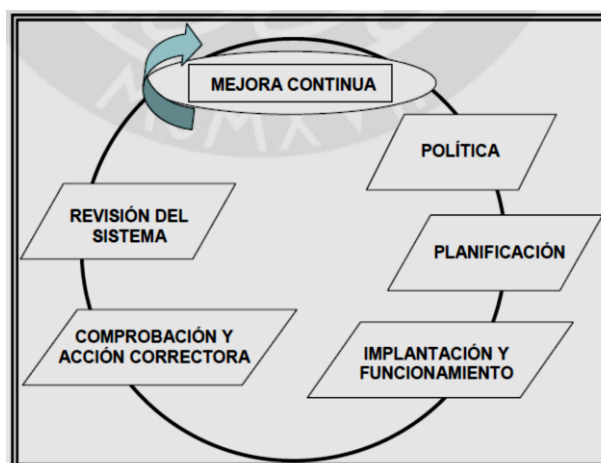 MEJORA CONTINUA
POLÍTICA
PLANIFICACIÓN
IMPLANTACIÓN Y
FUNCIONAMIENTO
COMPROBACIÓN Y
ACCIÓN CORRECTORA
REVISIÓN DEL
SISTEMA